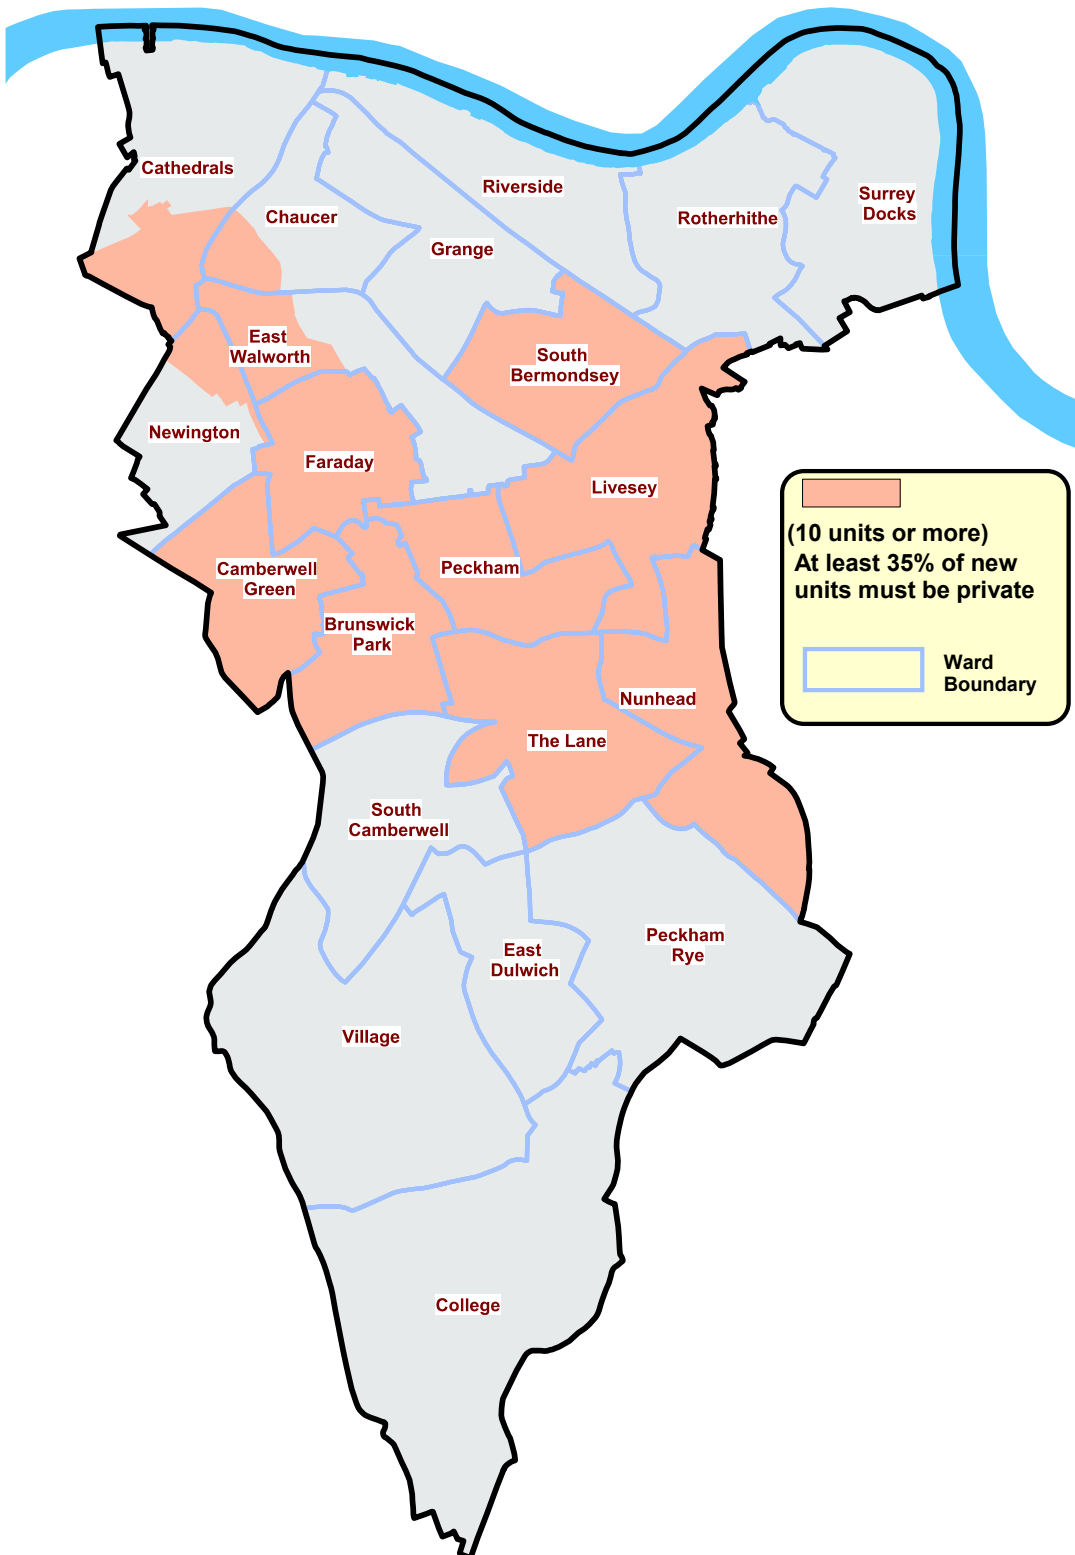 Cathedrals
Chaucer
Riverside
Grange
Rotherhithe
Surrey
Docks
East
Walworth
South
Bermondsey
Newington
Faraday
Livesey
Camberwell
Green
Peckham
Brunswick
Park
Nunhead
The Lane
South
Camberwell
East
Dulwich
Peckham
Rye
Village
College
(10 units or more)
At least 35% of new
units must be private
Ward
Boundary